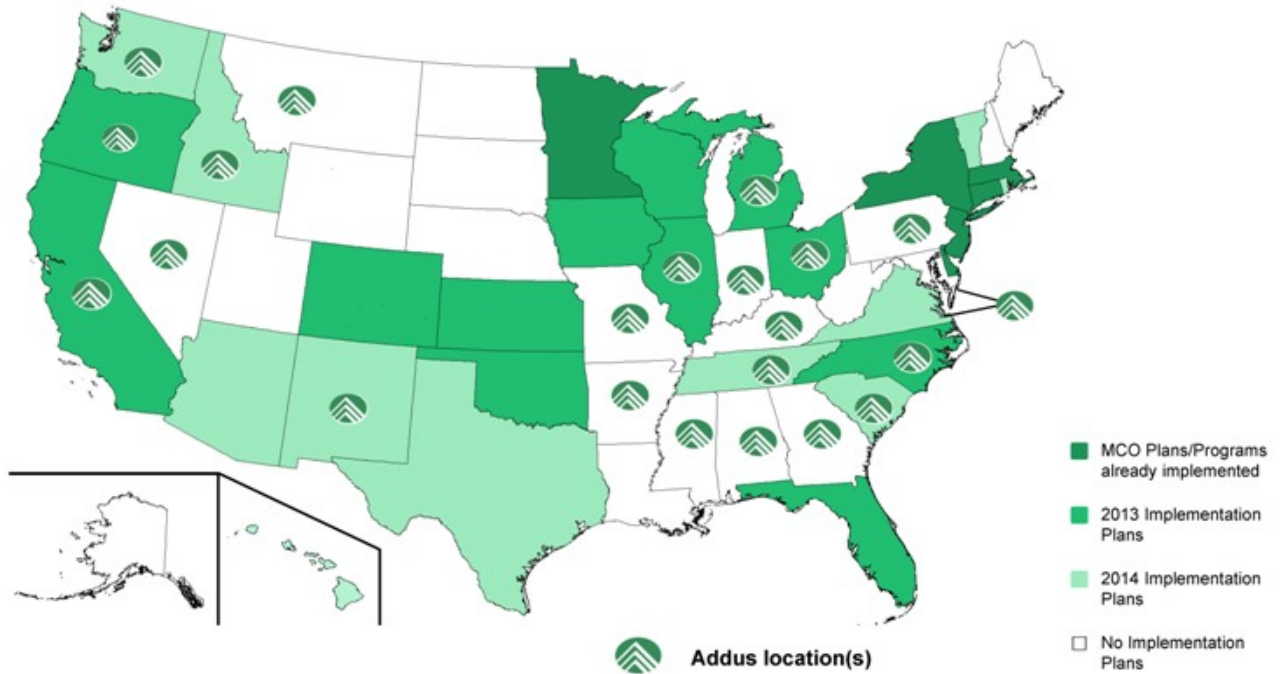 MCO Plans/Programs
already implemented
2013 Implementation
Plans
2014 Implementation
Plans
No Implementation
Plans
Addus location(s)